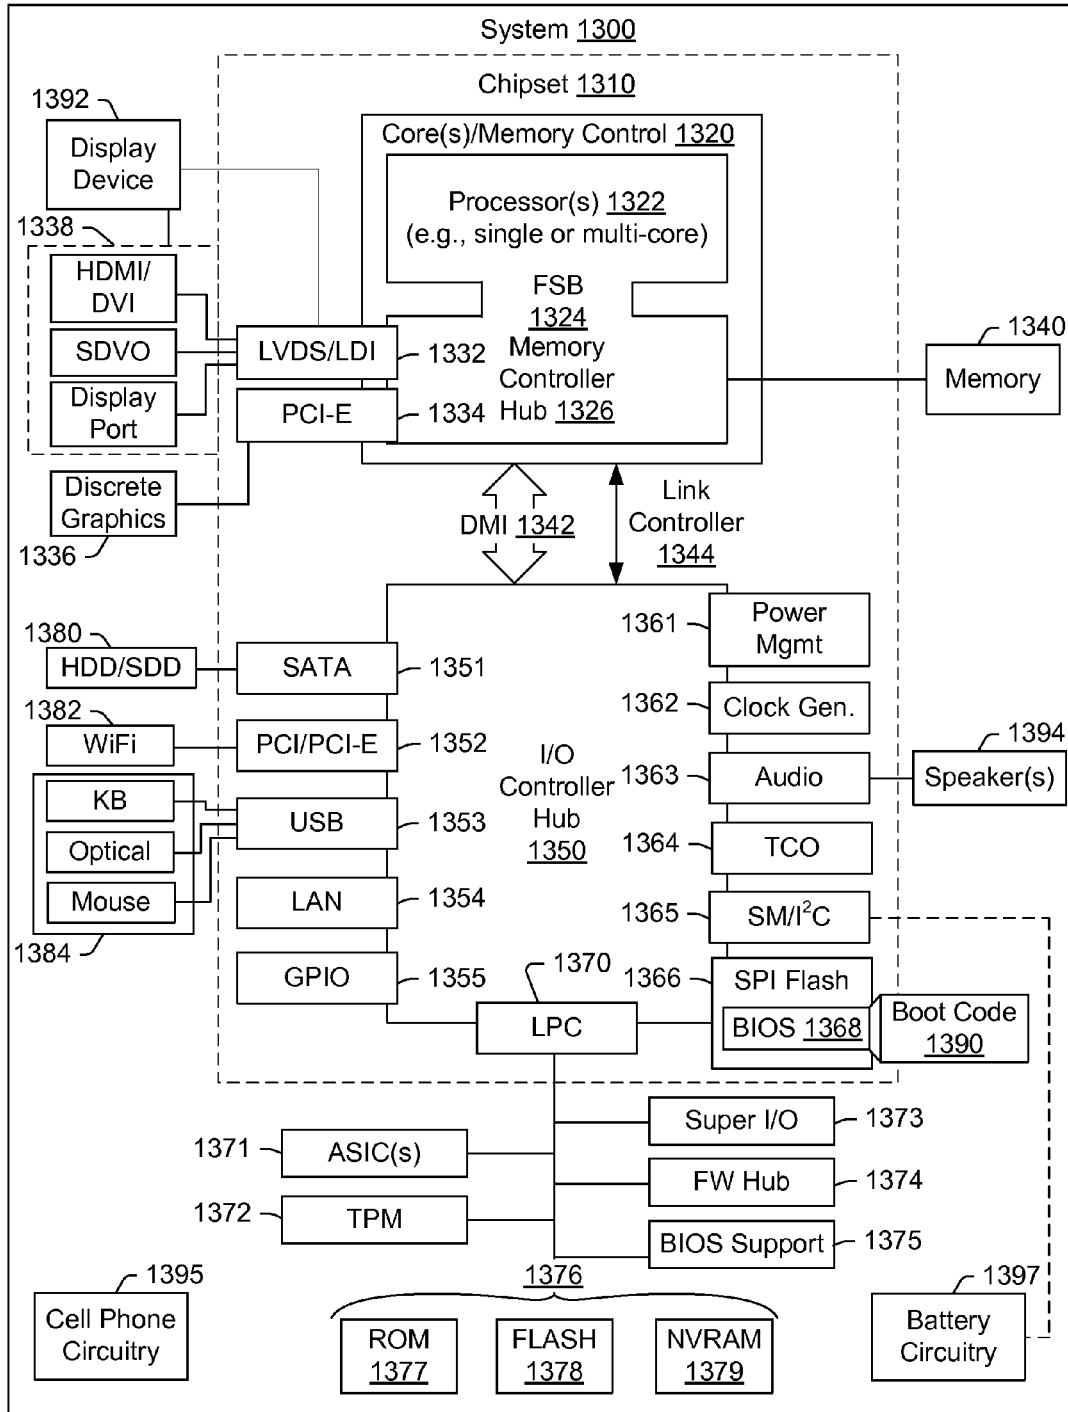 System 1300
Chipset 1310
1392
Display
Device
Core(s)/Memory Control 1320
Processor(s) 1322
(e.g., single or multi-core)
FSB
1324
Memory
Controller
Hub 1326
1338
HDMI/
DVI
SDVO
Display
Port
LVDS/LDI
1332
PCI-E
1334
1340
Memory
Discrete
Graphics
1336
DMI 1342
Link
Controller
1344
1380
HDD/SDD
SATA
1351
1382
WiFi
PCI/PCI-E
1352
KB
Optical
Mouse
1384
USB
1353
LAN
1354
GPIO
1355
I/O
Controller
Hub
1350
1361
Power
Mgmt
1362
Clock Gen.
1363
Audio
1394
Speaker(s)
1364
TCO
1365
SM/I²C
1366
SPI Flash
BIOS 1368
Boot Code
1390
1370
LPC
1371
ASIC(s)
1372
TPM
Super I/O
1373
FW Hub
1374
BIOS Support
1375
1376
ROM
1377
FLASH
1378
NVRAM
1379
1395
Cell Phone
Circuitry
1397
Battery
Circuitry